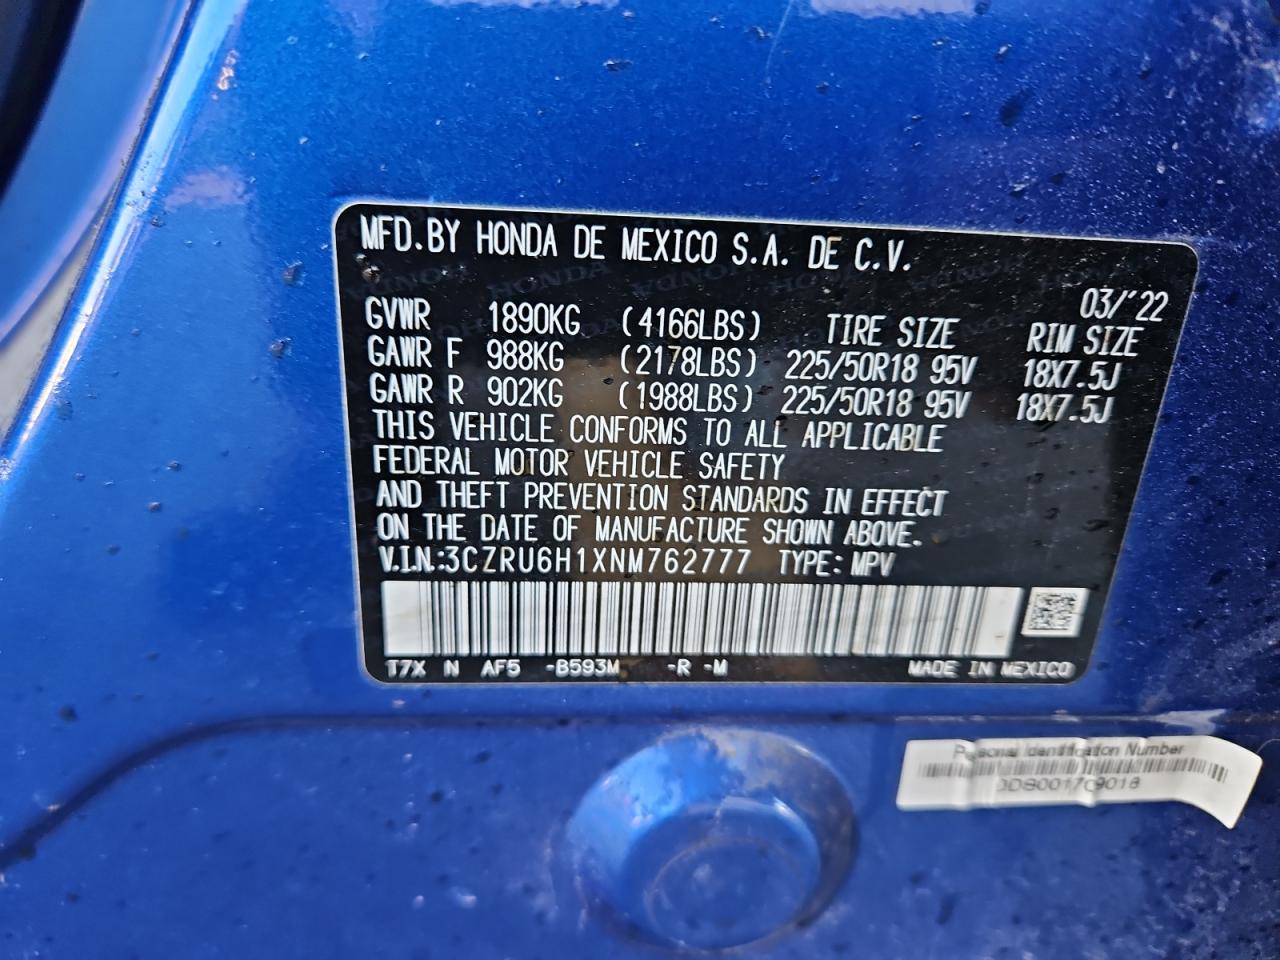 MFD.BY HONDA DE MEXICO S.A. DE C.V.
03/'22
GVWR 1890KG (4166LBS) TIRE SIZE RIM SIZE
GAWR F 988KG (2178LBS) 225/50R18 95V 18X7.5J
GAWR R 902KG (1988LBS) 225/50R18 95V 18X7.5J
THIS VEHICLE CONFORMS TO ALL APPLICABLE
FEDERAL MOTOR VEHICLE SAFETY
AND THEFT PREVENTION STANDARDS IN EFFECT
ON THE DATE OF MANUFACTURE SHOWN ABOVE.
V.I.N.:3CZRU6H1XNM762777 TYPE: MPV
T7X N AF5 -B593M -R -M MADE IN MEXICO
Personal Identification Number